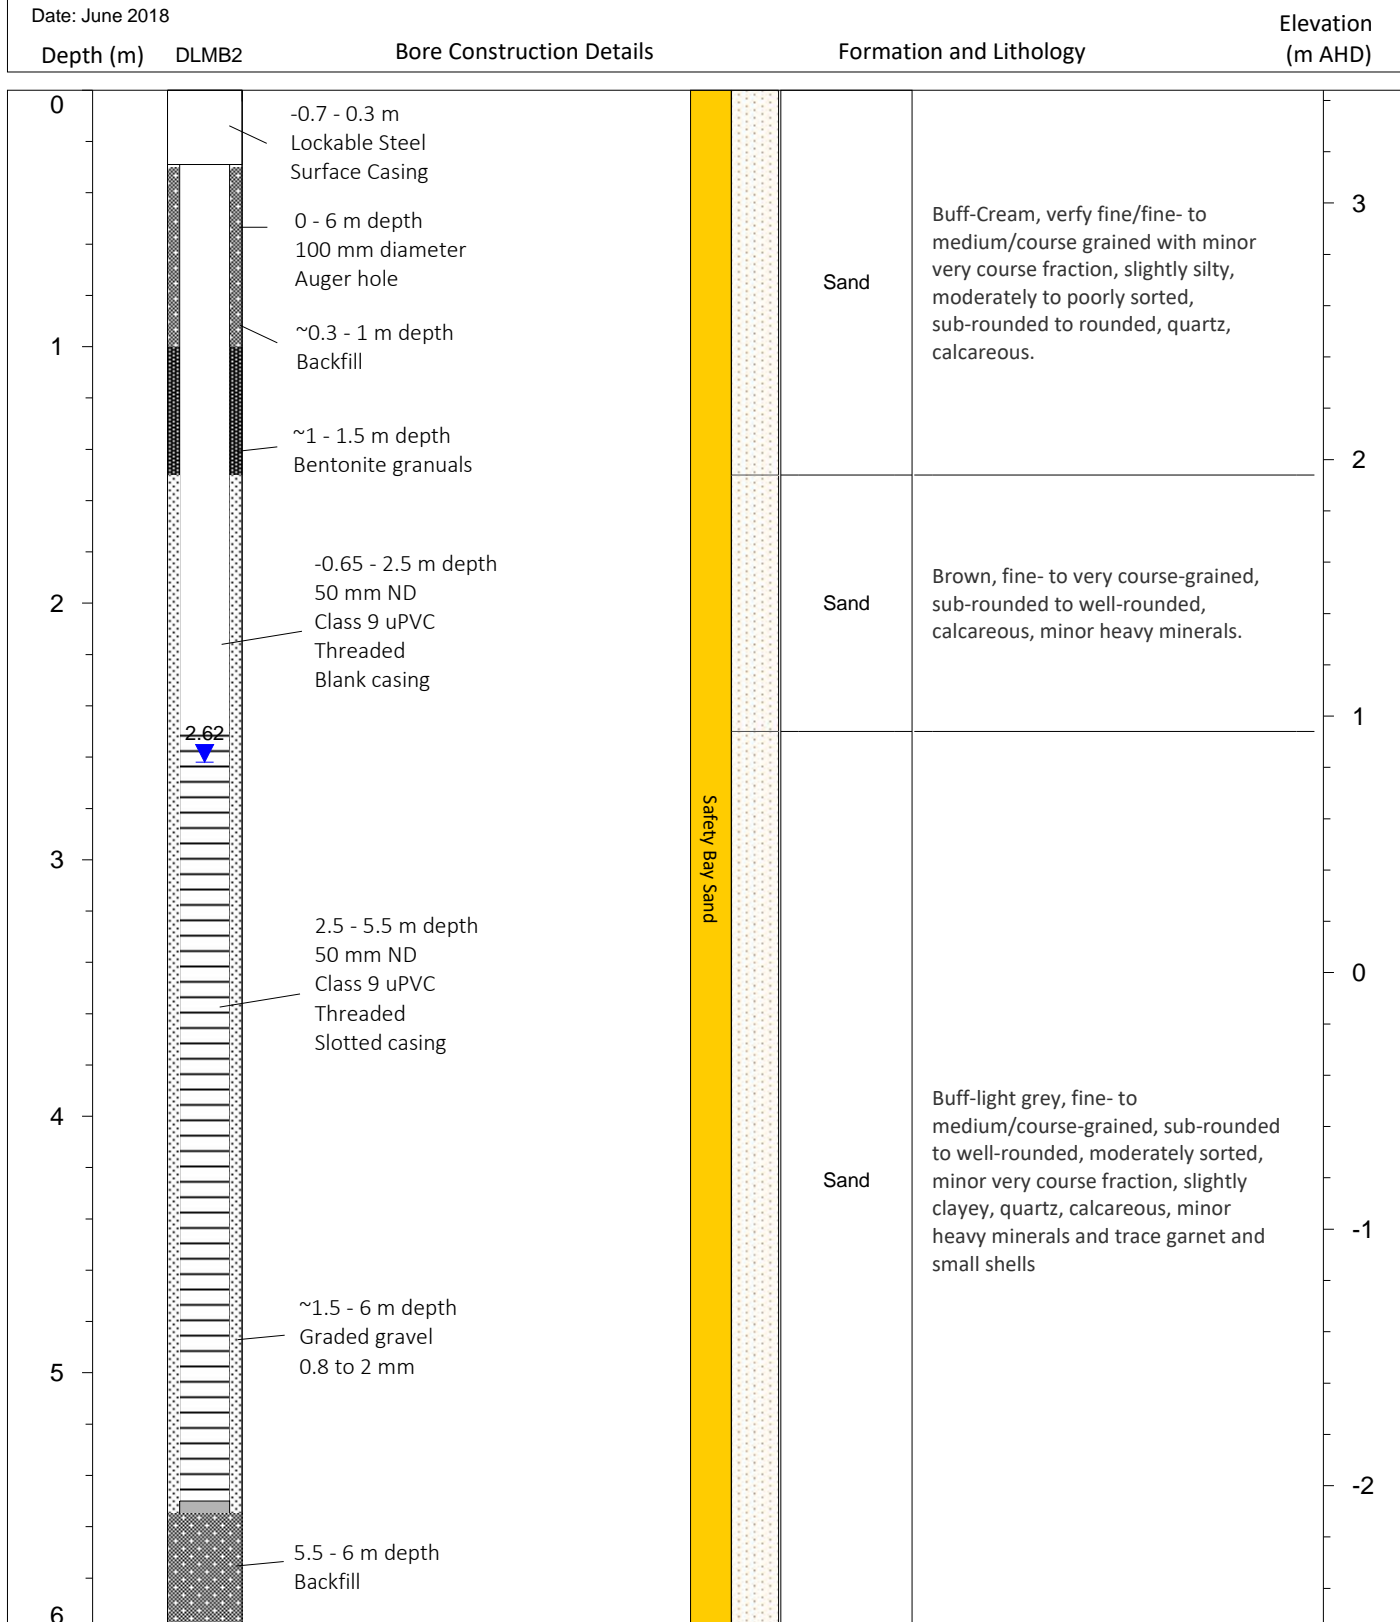 Date: June 2018
Depth (m) DLMB2 Bore Construction Details Formation and Lithology Elevation
(m AHD)
0
1
2
3
4
5
6
-0.7 - 0.3 m
Lockable Steel
Surface Casing
0 - 6 m depth
100 mm diameter
Auger hole
~0.3 - 1 m depth
Backfill
~1 - 1.5 m depth
Bentonite granuals
-0.65 - 2.5 m depth
50 mm ND
Class 9 uPVC
Threaded
Blank casing
2.62
2.5 - 5.5 m depth
50 mm ND
Class 9 uPVC
Threaded
Slotted casing
~1.5 - 6 m depth
Graded gravel
0.8 to 2 mm
5.5 - 6 m depth
Backfill
Safety Bay Sand
Sand
Buff-Cream, verfy fine/fine- to
medium/course grained with minor
very course fraction, slightly silty,
moderately to poorly sorted,
sub-rounded to rounded, quartz,
calcareous.
Sand
Brown, fine- to very course-grained,
sub-rounded to well-rounded,
calcareous, minor heavy minerals.
Sand
Buff-light grey, fine- to
medium/course-grained, sub-rounded
to well-rounded, moderately sorted,
minor very course fraction, slightly
clayey, quartz, calcareous, minor
heavy minerals and trace garnet and
small shells
3
2
1
0
-1
-2